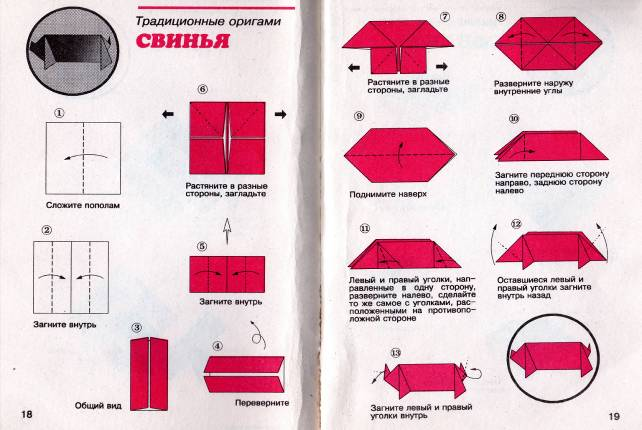 Традиционные оригами
СВИНЬЯ
①
Сложите пополам
②
Загните внутрь
③
Общий вид
④
Переверните
⑤
Загните внутрь
⑥
Растяните в разные
стороны, загладьте
18
⑦
Растяните в разные
стороны, загладьте
⑧
Разверните наружу
внутренние углы
⑨
Поднимите наверх
⑩
Загните переднюю сторону
направо, заднюю сторону
налево
⑪
Левый и правый уголки, нап-
равленные в одну сторону,
разверните налево, сделайте
то же самое с уголками, рас-
положенными на противопо-
ложной стороне
⑫
Оставшиеся левый и
правый уголки загните
внутрь назад
⑬
Загните левый и правый
уголки внутрь
19